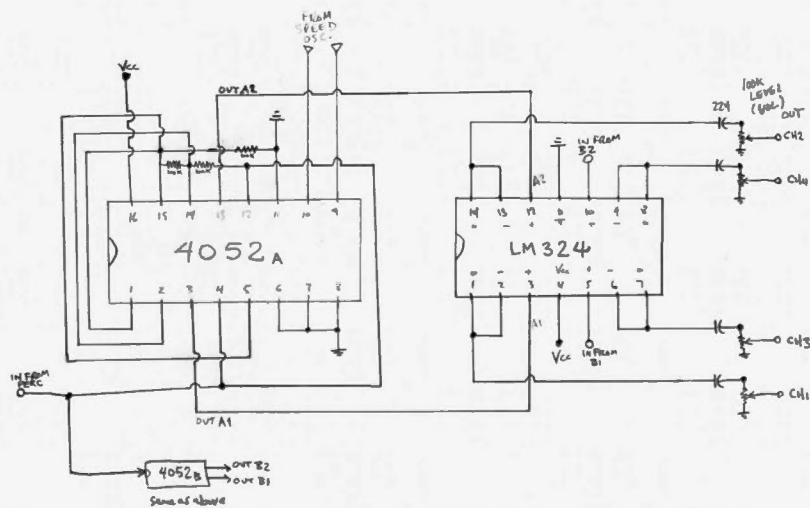 FROM
SPEED
OSC.
VCC
OUT A2
100K
LEVEL
(VOL)
OUT
224
CH2
IN FROM
B2
A2
CH4
100K
16 15 14 13 12 11 10 9
4052A
1 2 3 4 5 6 7 8
14 13 12 11 10 9 8
o - + + - o
LM324
o - + Vcc + - o
1 2 3 4 5 6 7
A1
VCC
IN FROM
B1
CH3
CH1
IN FROM
PERC
OUT A1
4052B
OUT B2
OUT B1
Same as above